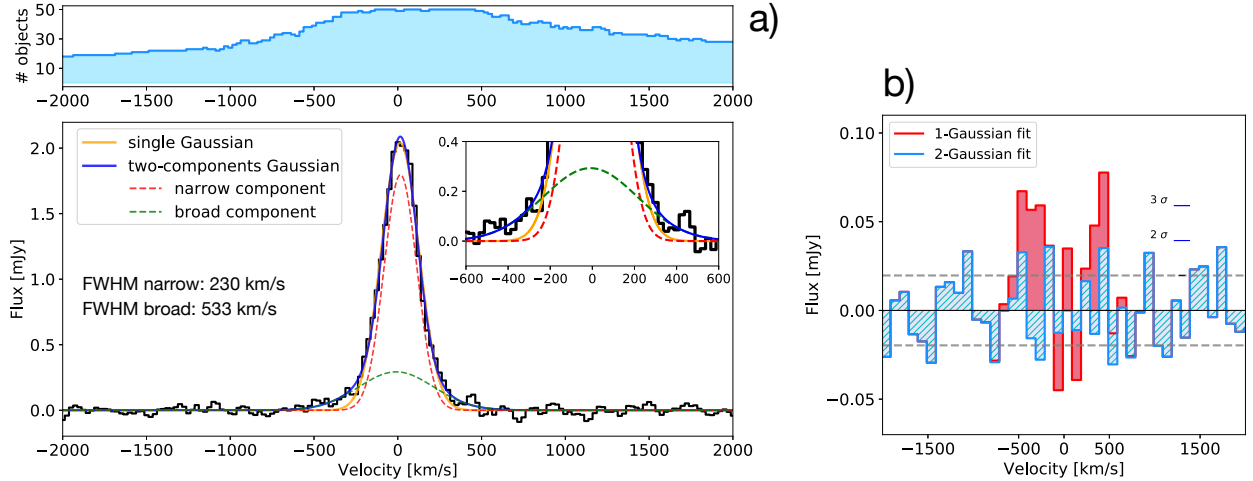 a)
# objects
50
30
10
−2000 −1500 −1000 −500 0 500 1000 1500 2000
single Gaussian
two-components Gaussian
narrow component
broad component
FWHM narrow: 230 km/s
FWHM broad: 533 km/s
Flux [mJy]
2.0
1.5
1.0
0.5
0.0
0.4
0.2
0.0
−600 −400 −200 0 200 400 600
−2000 −1500 −1000 −500 0 500 1000 1500 2000
Velocity [km/s]
b)
1-Gaussian fit
2-Gaussian fit
3 σ
2 σ
Flux [mJy]
0.10
0.05
0.00
−0.05
−1500 −500 0 500 1500
Velocity [km/s]